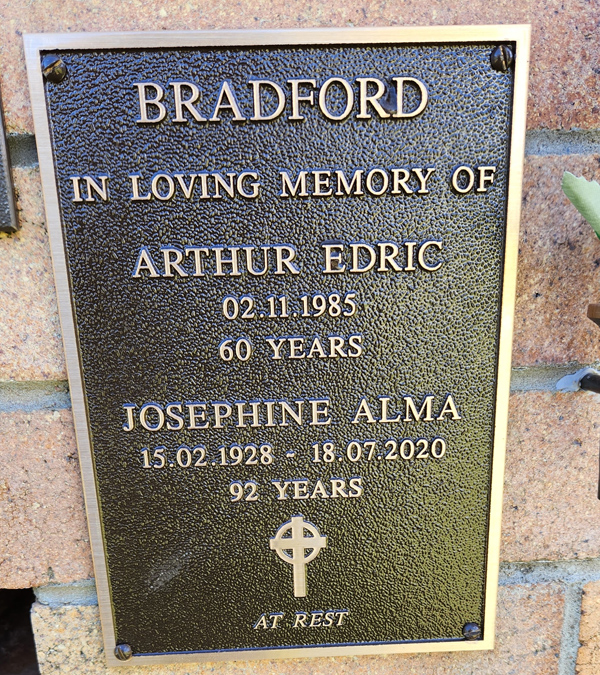 BRADFORD
IN LOVING MEMORY OF
ARTHUR EDRIC
02.11.1985
60 YEARS
JOSEPHINE ALMA
15.02.1928 - 18.07.2020
92 YEARS
AT REST